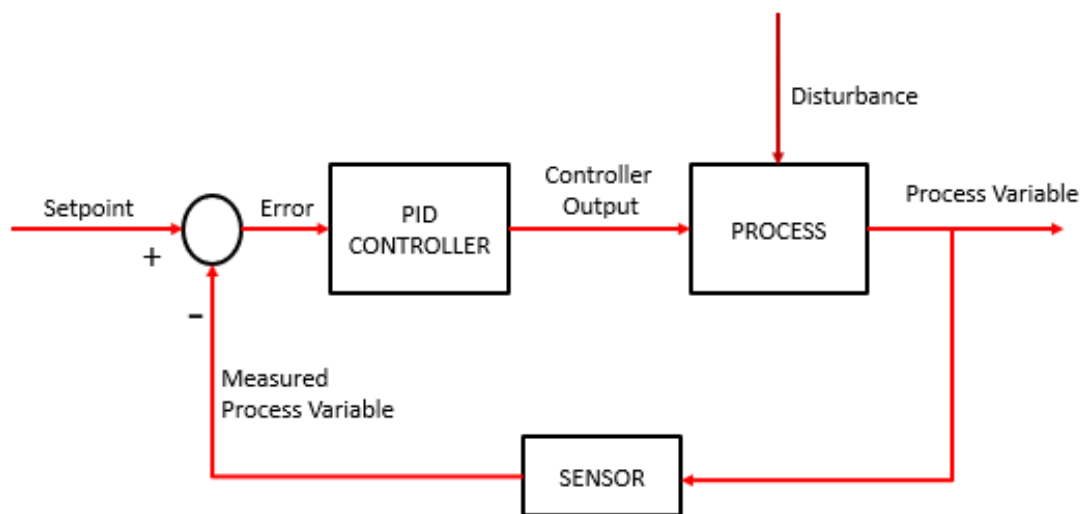 Disturbance
Setpoint
+
Error
PID
CONTROLLER
Controller
Output
PROCESS
Process Variable
-
Measured
Process Variable
SENSOR